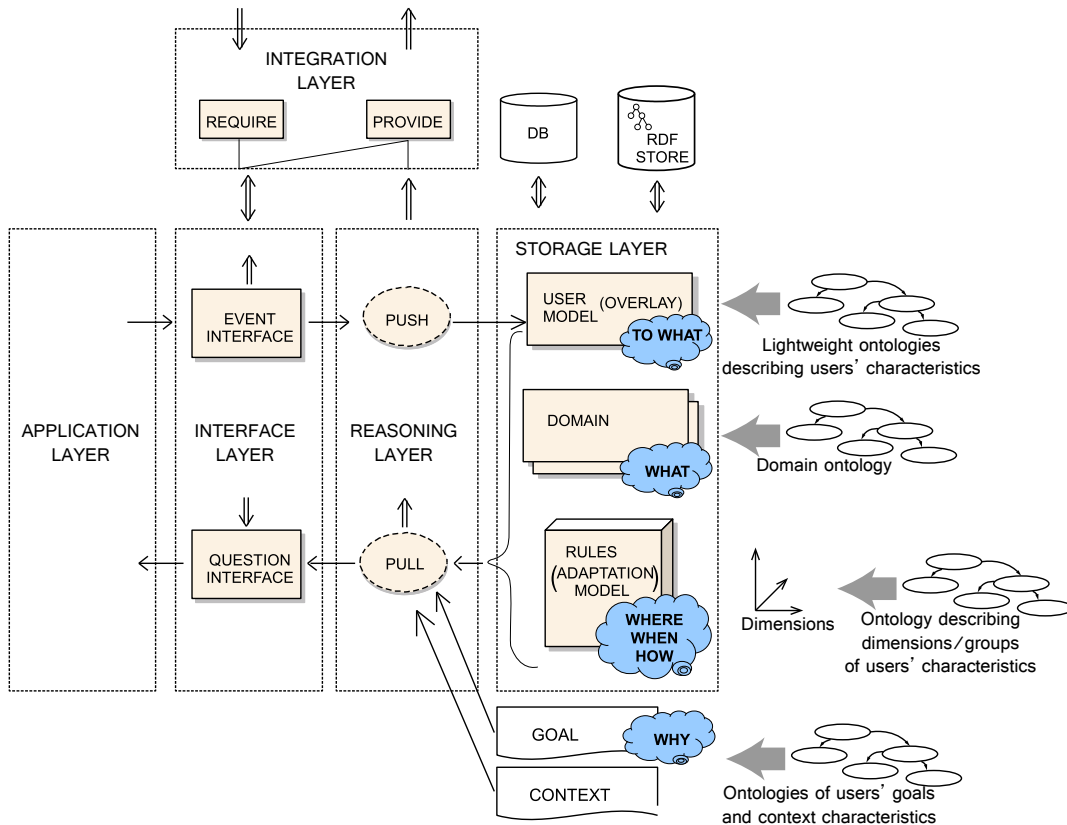 INTEGRATION
LAYER
REQUIRE
PROVIDE
DB
RDF
STORE
APPLICATION
LAYER
INTERFACE
LAYER
EVENT
INTERFACE
QUESTION
INTERFACE
REASONING
LAYER
PUSH
PULL
STORAGE LAYER
USER (OVERLAY)
MODEL
TO WHAT
DOMAIN
WHAT
RULES
(ADAPTATION)
MODEL
WHERE
WHEN
HOW
GOAL
WHY
CONTEXT
Lightweight ontologies
describing users’ characteristics
Domain ontology
Dimensions
Ontology describing
dimensions/groups
of users’ characteristics
Ontologies of users’ goals
and context characteristics